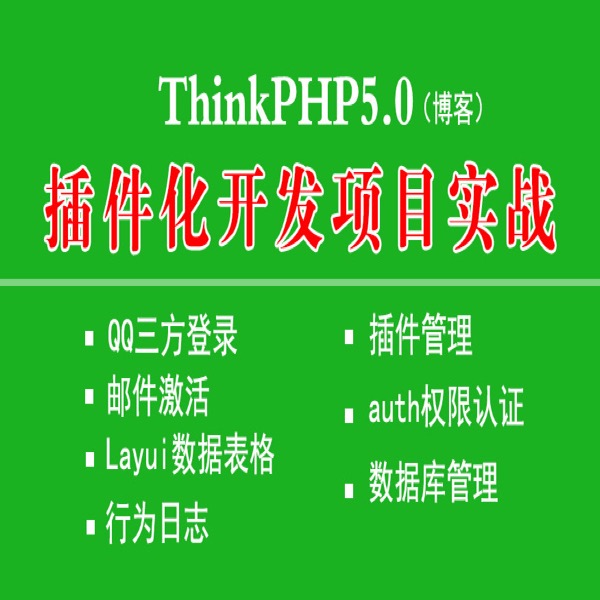 ThinkPHP5.0(博客)
插件化开发项目实战
QQ三方登录
邮件激活
Layui数据表格
行为日志
插件管理
auth权限认证
数据库管理